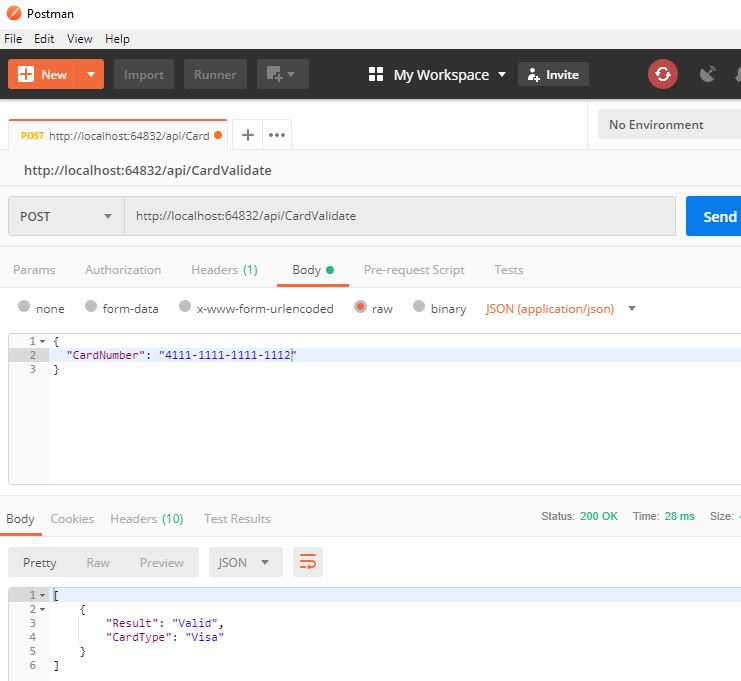 Postman
File Edit View Help
New Import Runner My Workspace Invite
POST http://localhost:64832/api/Card + ••• No Environment
http://localhost:64832/api/CardValidate
POST http://localhost:64832/api/CardValidate Send
Params Authorization Headers (1) Body Pre-request Script Tests
none form-data x-www-form-urlencoded raw binary JSON (application/json)
1 {
2 "CardNumber": "4111-1111-1111-1112"
3 }
Body Cookies Headers (10) Test Results Status: 200 OK Time: 28 ms Size:
Pretty Raw Preview JSON
1 [
2 {
3 "Result": "Valid",
4 "CardType": "Visa"
5 }
6 ]